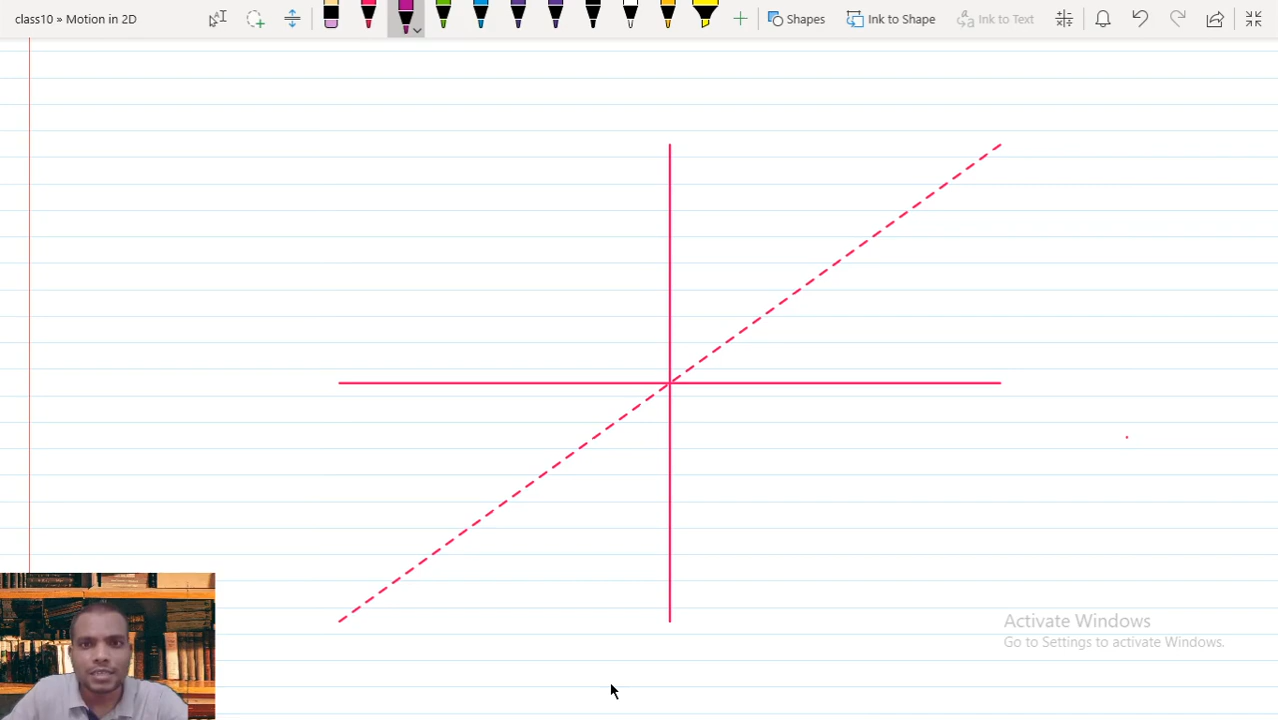 class10 » Motion in 2D
Shapes
Ink to Shape
Ink to Text
Activate Windows
Go to Settings to activate Windows.